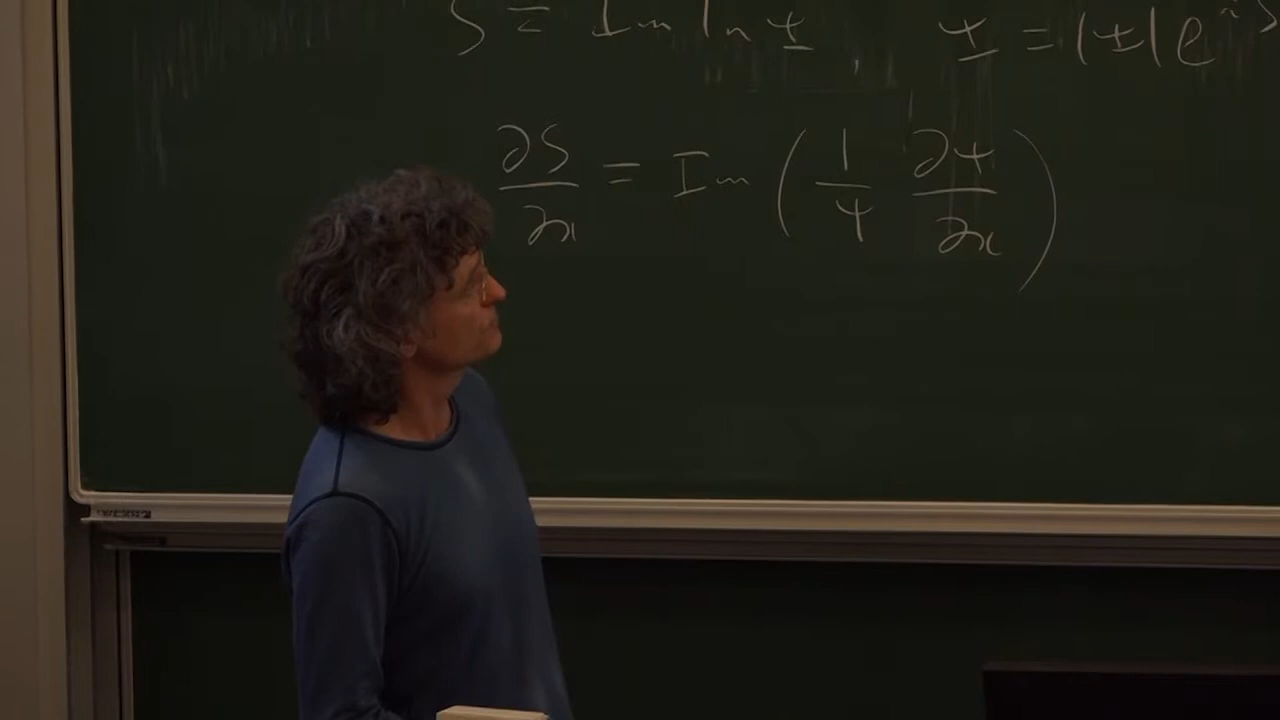 S = Im ln Ψ , Ψ = |Ψ| e^{iS}
∂S/∂x = Im ( 1/Ψ ∂Ψ/∂x )